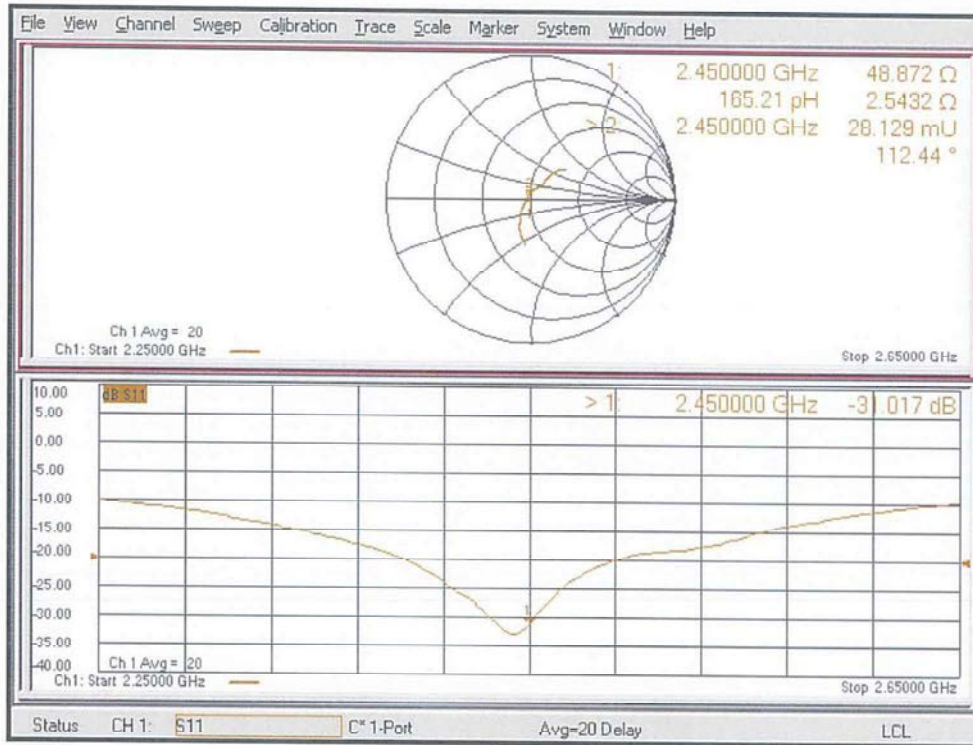 File View Channel Sweep Calibration Trace Scale Marker System Window Help
1: 2.450000 GHz 48.872 Ω
165.21 pH 2.5432 Ω
> 2: 2.450000 GHz 28.129 mU
112.44 °
Ch 1 Avg = 20
Ch1: Start 2.25000 GHz
Stop 2.65000 GHz
10.00 dB S11 > 1: 2.450000 GHz -31.017 dB
5.00
0.00
-5.00
-10.00
-15.00
-20.00
-25.00
-30.00 1
-35.00
-40.00 Ch 1 Avg = 20
Ch1: Start 2.25000 GHz
Stop 2.65000 GHz
Status CH 1: S11 C* 1-Port Avg=20 Delay LCL